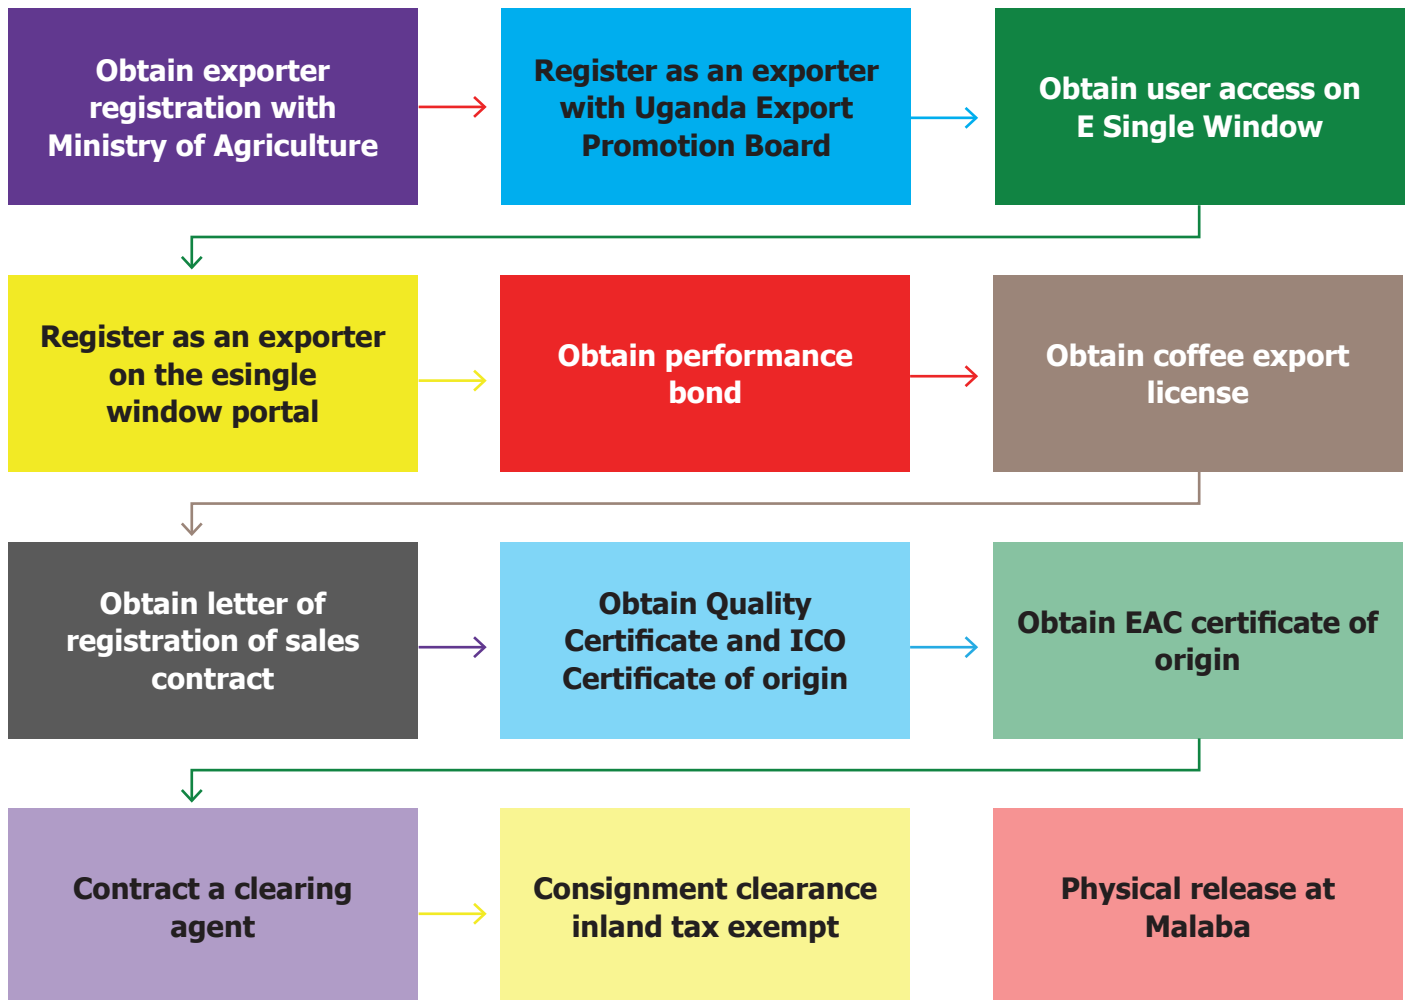 Obtain exporter
registration with
Ministry of Agriculture
Register as an exporter
with Uganda Export
Promotion Board
Obtain user access on
E Single Window
Register as an exporter
on the esingle
window portal
Obtain performance
bond
Obtain coffee export
license
Obtain letter of
registration of sales
contract
Obtain Quality
Certificate and ICO
Certificate of origin
Obtain EAC certificate of
origin
Contract a clearing
agent
Consignment clearance
inland tax exempt
Physical release at
Malaba